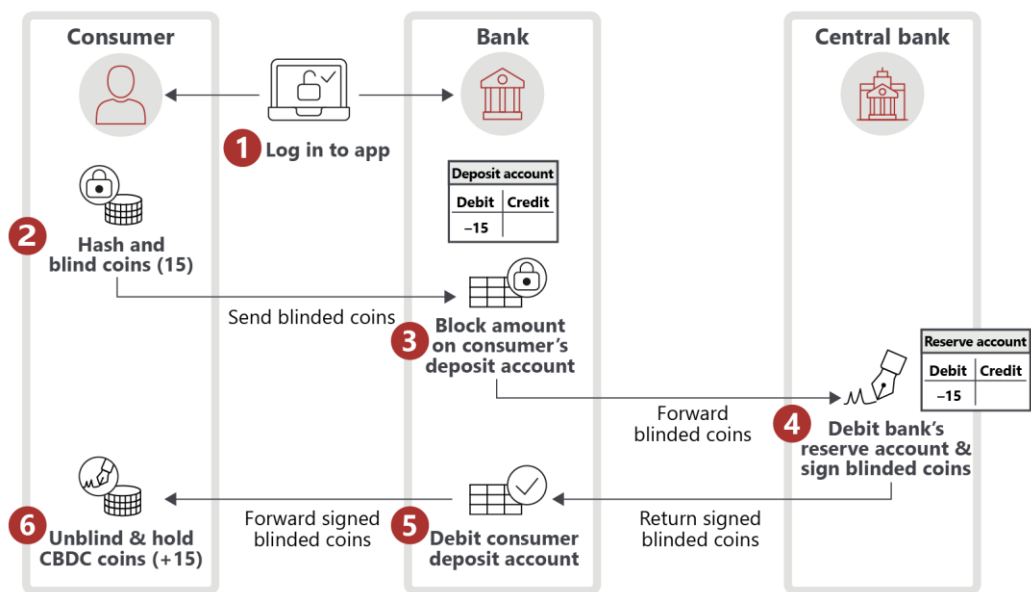 Consumer
Bank
Central bank
1
Log in to app
Deposit account
Debit Credit
–15
2
Hash and
blind coins (15)
Send blinded coins
3
Block amount
on consumer’s
deposit account
Reserve account
Debit Credit
–15
Forward
blinded coins
4
Debit bank’s
reserve account &
sign blinded coins
Return signed
blinded coins
5
Debit consumer
deposit account
Forward signed
blinded coins
6
Unblind & hold
CBDC coins (+15)